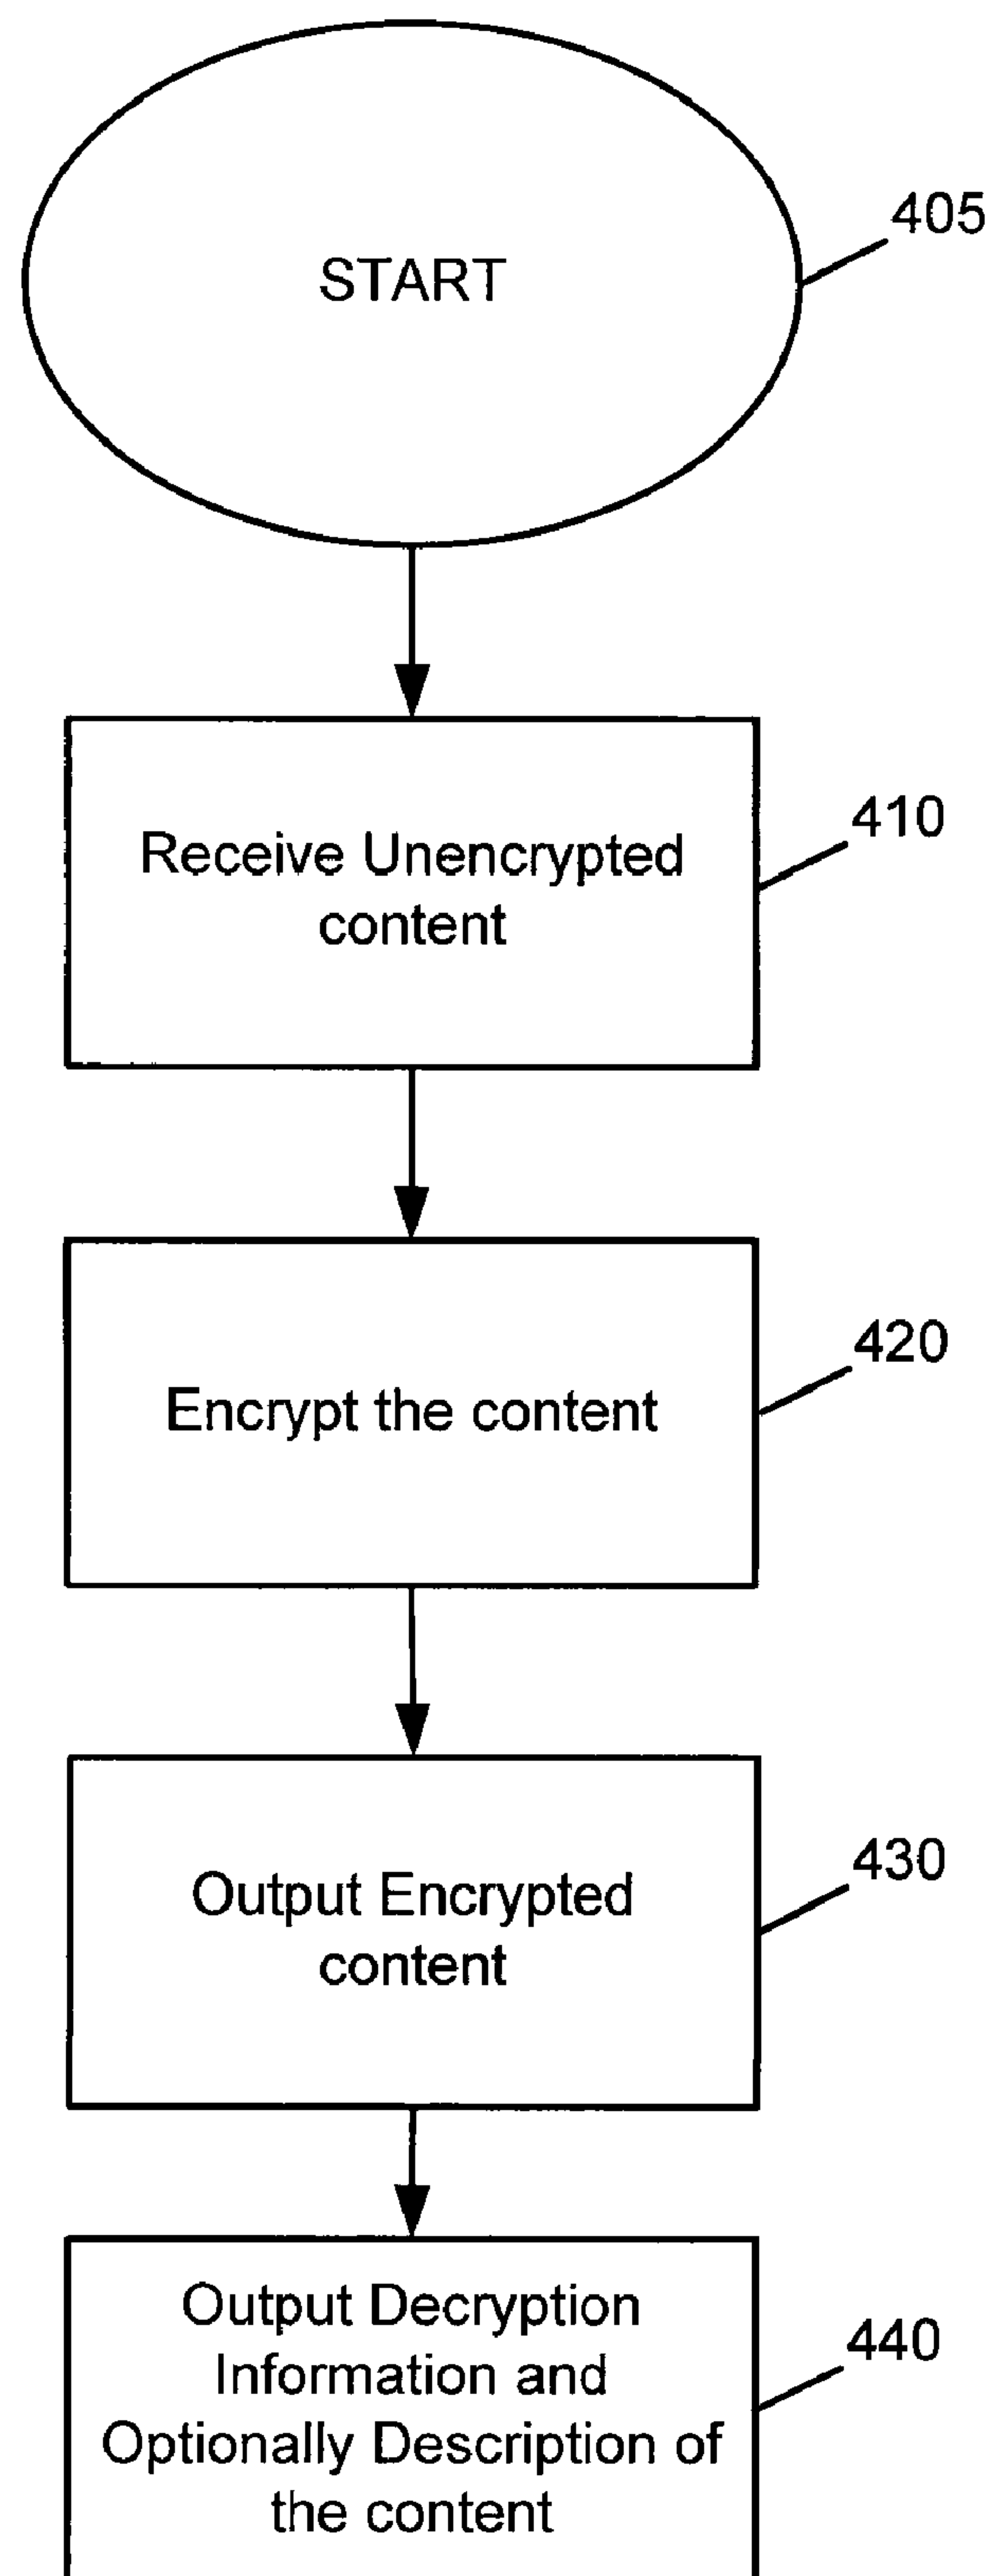 START
405
Receive Unencrypted
content
410
Encrypt the content
420
Output Encrypted
content
430
Output Decryption
Information and
Optionally Description of
the content
440